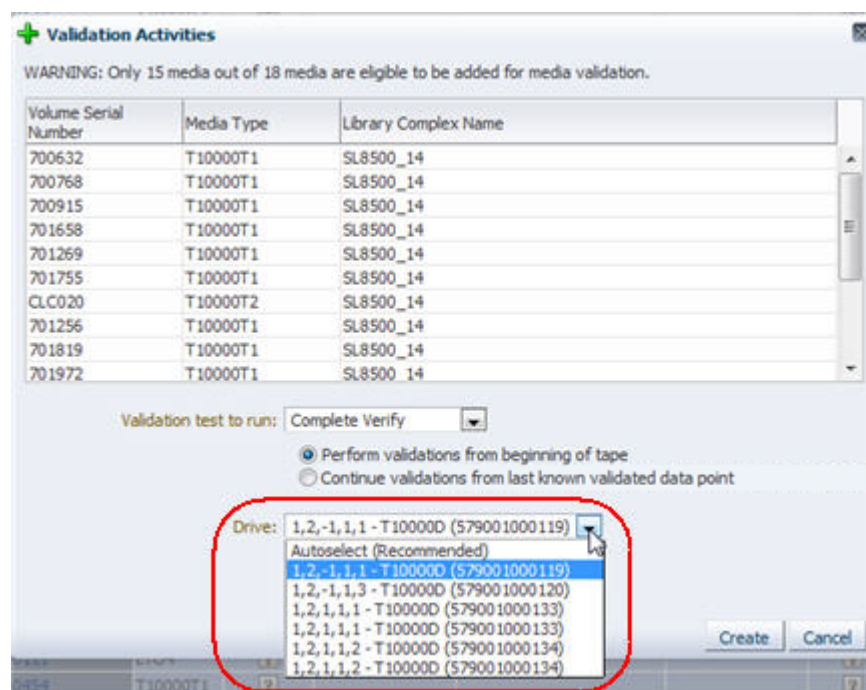 Validation Activities
WARNING: Only 15 media out of 18 media are eligible to be added for media validation.
Volume Serial Number Media Type Library Complex Name
700632 T10000T1 SL8500_14
700768 T10000T1 SL8500_14
700915 T10000T1 SL8500_14
701658 T10000T1 SL8500_14
701269 T10000T1 SL8500_14
701755 T10000T1 SL8500_14
CLC020 T10000T2 SL8500_14
701256 T10000T1 SL8500_14
701819 T10000T1 SL8500_14
701972 T10000T1 SL8500_14
Validation test to run: Complete Verify
Perform validations from beginning of tape
Continue validations from last known validated data point
Drive: 1,2,-1,1,1 - T10000D (579001000119)
Autoselect (Recommended)
1,2,-1,1,1 - T10000D (579001000119)
1,2,-1,1,3 - T10000D (579001000120)
1,2,1,1,1 - T10000D (579001000133)
1,2,1,1,1 - T10000D (579001000133)
1,2,1,1,2 - T10000D (579001000134)
1,2,1,1,2 - T10000D (579001000134)
Create Cancel
T10000T1